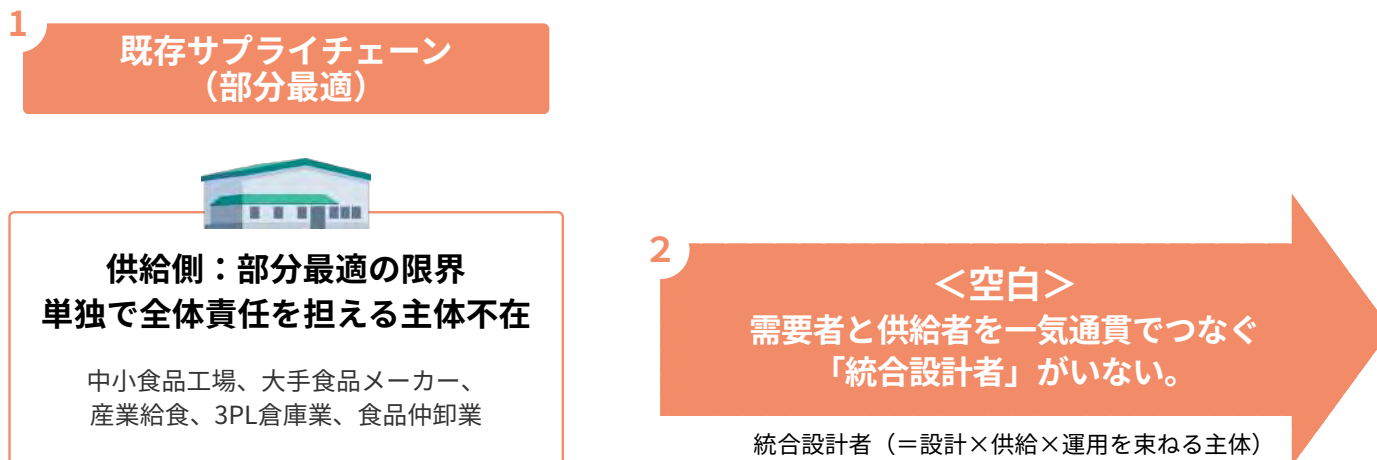 1
既存サプライチェーン
（部分最適）
供給側：部分最適の限界
単独で全体責任を担える主体不在
中小食品工場、大手食品メーカー、
産業給食、3PL倉庫業、食品仲卸業
2
＜空白＞
需要者と供給者を一気通貫でつなぐ
「統合設計者」がいない。
統合設計者（＝設計×供給×運用を束ねる主体）